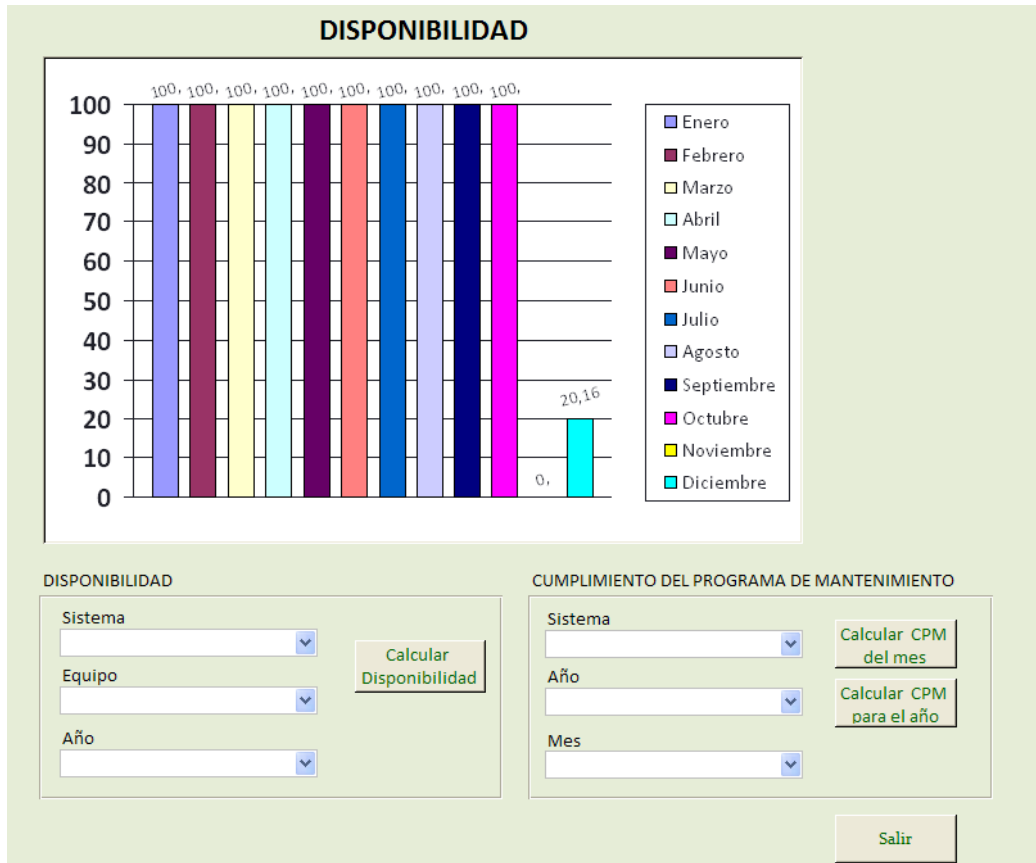 DISPONIBILIDAD
100, 100, 100, 100, 100, 100, 100, 100, 100, 100,
100
90
80
70
60
50
40
30
20
10
0
0,
20,16
Enero
Febrero
Marzo
Abril
Mayo
Junio
Julio
Agosto
Septiembre
Octubre
Noviembre
Diciembre
DISPONIBILIDAD
Sistema
Equipo
Año
Calcular
Disponibilidad
CUMPLIMIENTO DEL PROGRAMA DE MANTENIMIENTO
Sistema
Año
Mes
Calcular CPM
del mes
Calcular CPM
para el año
Salir